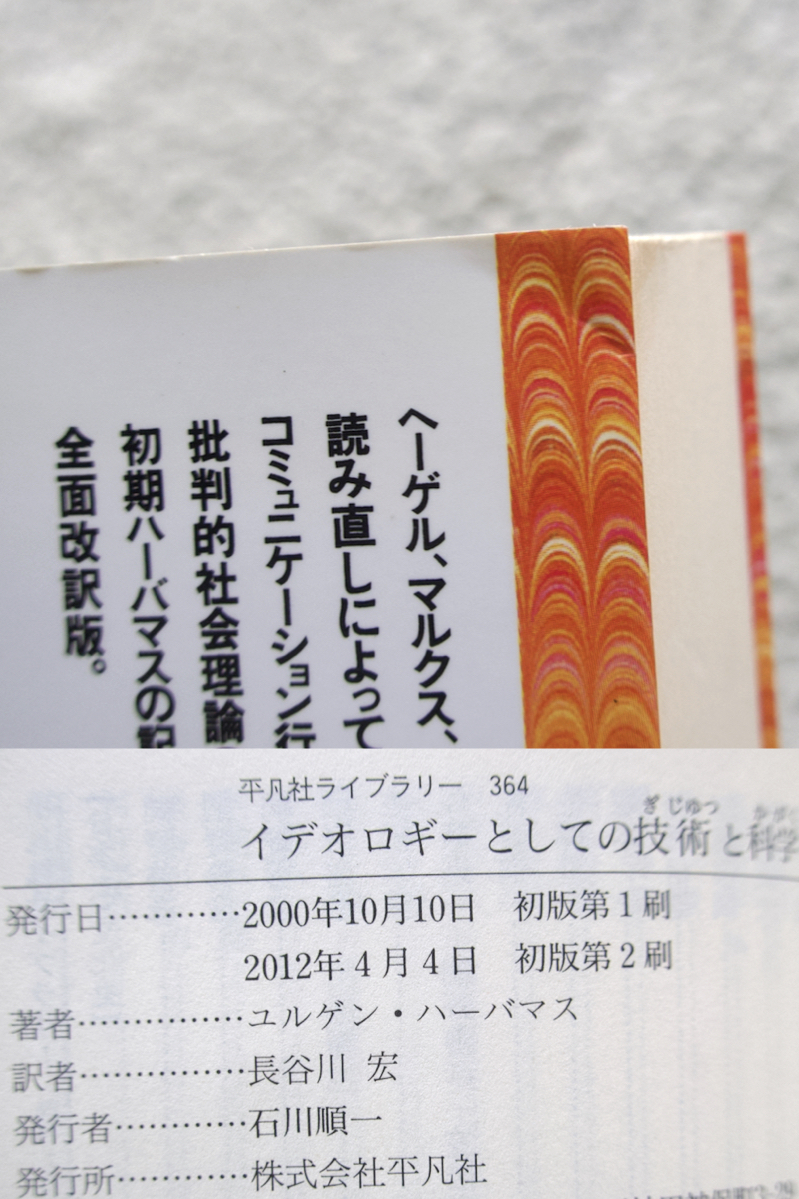 ヘーゲル、マルクス、
読み直しによって
コミュニケーション行
批判的社会理論
初期ハーバマスの記
全面改訳版。
平凡社ライブラリー 364
ぎ じゅつ
イデオロギーとしての技術と科学
発行日…………2000年10月10日 初版第1刷
2012年4月4日 初版第2刷
著者……………ユルゲン・ハーバマス
訳者……………長谷川 宏
発行者…………石川順一
発行所…………株式会社平凡社